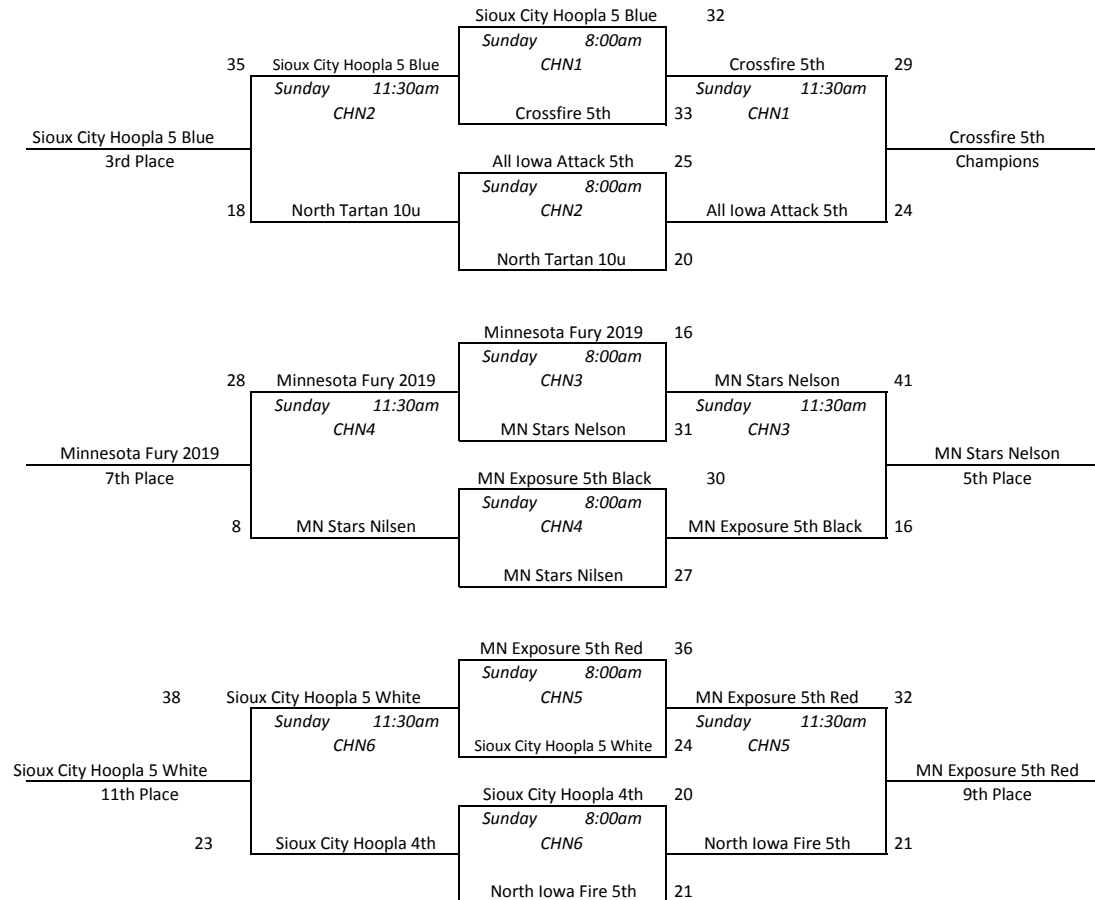 Sioux City Hoopla 5 Blue 32
Sunday 8:00am
35 Sioux City Hoopla 5 Blue CHN1 Crossfire 5th 29
Sunday 11:30am Sunday 11:30am
CHN2 Crossfire 5th 33 CHN1
Sioux City Hoopla 5 Blue Crossfire 5th
3rd Place All Iowa Attack 5th 25 Champions
Sunday 8:00am
18 North Tartan 10u CHN2 All Iowa Attack 5th 24
North Tartan 10u 20
Minnesota Fury 2019 16
Sunday 8:00am
28 Minnesota Fury 2019 CHN3 MN Stars Nelson 41
Sunday 11:30am Sunday 11:30am
CHN4 MN Stars Nelson 31 CHN3
Minnesota Fury 2019 MN Stars Nelson
7th Place MN Exposure 5th Black 30 5th Place
Sunday 8:00am
8 MN Stars Nilsen CHN4 MN Exposure 5th Black 16
MN Stars Nilsen 27
MN Exposure 5th Red 36
Sunday 8:00am
38 Sioux City Hoopla 5 White CHN5 MN Exposure 5th Red 32
Sunday 11:30am Sunday 11:30am
CHN6 Sioux City Hoopla 5 White 24 CHN5
Sioux City Hoopla 5 White MN Exposure 5th Red
11th Place Sioux City Hoopla 4th 20 9th Place
Sunday 8:00am
23 Sioux City Hoopla 4th CHN6 North Iowa Fire 5th 21
North Iowa Fire 5th 21